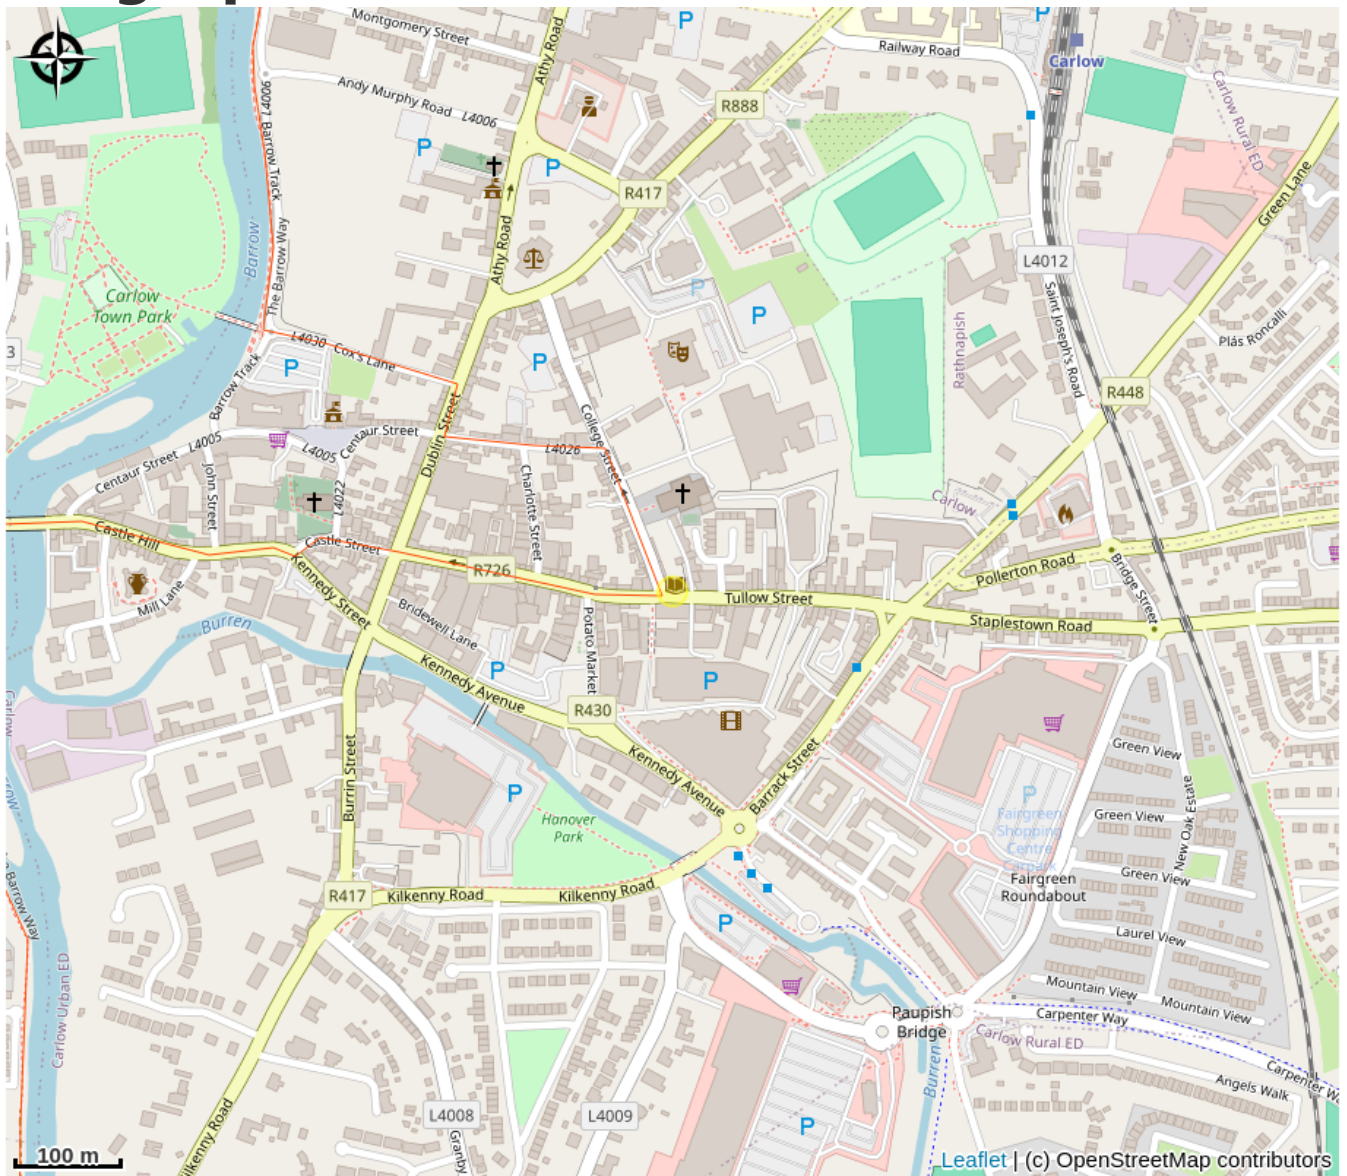 Montgomery Street
Athy Road
P
P
Railway Road
Carlow
Andy Murphy Road
L4006
L4006
Barrow Track
R888
Carlow Rural ED
P
P
R417
Green Lane
Barrow
The Barrow Way
Athy Road
L4012
Carlow
Town Park
P
P
Saint Joseph's Road
Plás Roncalli
Rathnapish
3
L4030
Cox's Lane
P
P
R448
Barrow Track
Dublin Street
College Street
Centaur Street
L4005
L4005
Centaur Street
L4026
John Street
L4022
Charlotte Street
Carlow
Castle Hill
Castle Street
R726
Pollerton Road
Bridge Street
Kennedy Street
Mill Lane
Tullow Street
Staplestown Road
Burren
Bridewell Lane
Potato Market
P
P
Kennedy Avenue
R430
Carlow
Green View
Kennedy Avenue
Barrack Street
Burrin Street
P
P
Fairgreen
Shopping
Centre
Carpark
Green View
New Oak Estate
Hanover
Park
Green View
Fairgreen
Roundabout
R417
Kilkenny Road
Kilkenny Road
Barrow Way
P
Laurel View
Carlow Urban ED
Mountain View
Mountain View
Paupish
Bridge
Carpenter Way
Carlow Rural ED
Burren
Carpenter Wa
Angels Walk
L4008
L4009
P
Kilkenny Road
Granby
100 m
Leaflet | (c) OpenStreetMap contributors